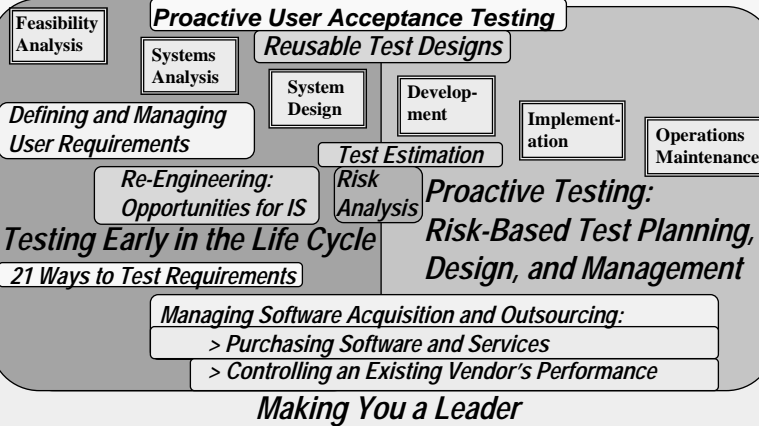 Proactive User Acceptance Testing
Feasibility
Analysis
Reusable Test Designs
Systems
Analysis
System
Design
Develop-
ment
Defining and Managing
User Requirements
Implement-
ation
Operations
Maintenance
Test Estimation
Re-Engineering:
Opportunities for IS
Risk
Analysis
Proactive Testing:
Risk-Based Test Planning,
Design, and Management
Testing Early in the Life Cycle
21 Ways to Test Requirements
Managing Software Acquisition and Outsourcing:
> Purchasing Software and Services
> Controlling an Existing Vendor's Performance
Making You a Leader